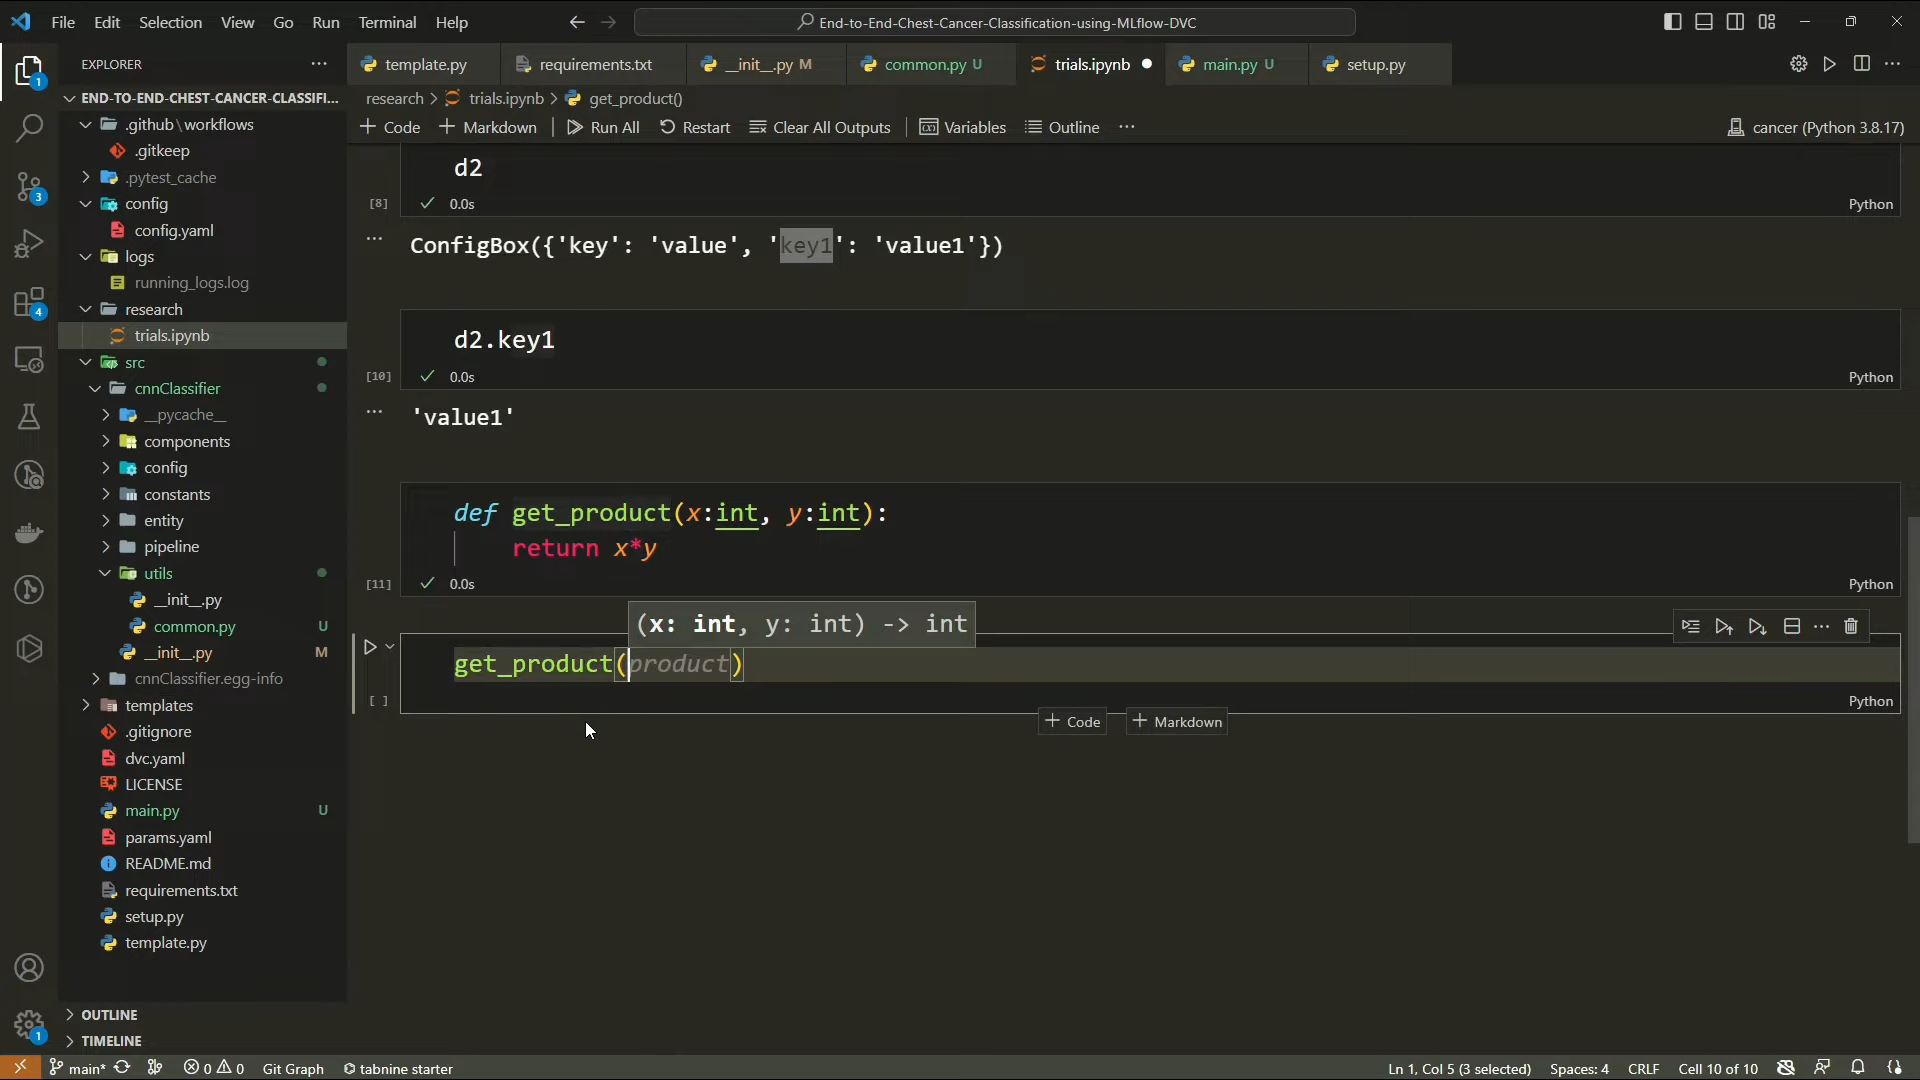 File Edit Selection View Go Run Terminal Help
End-to-End-Chest-Cancer-Classification-using-MLflow-DVC
EXPLORER
template.py
requirements.txt
__init__.py M
common.py U
trials.ipynb
main.py U
setup.py
END-TO-END-CHEST-CANCER-CLASSIFI...
research > trials.ipynb > get_product()
+ Code + Markdown Run All Restart Clear All Outputs Variables Outline ...
cancer (Python 3.8.17)
.github\workflows
.gitkeep
.pytest_cache
config
config.yaml
logs
running_logs.log
research
trials.ipynb
src
cnnClassifier
__pycache__
components
config
constants
entity
pipeline
utils
__init__.py
common.py U
__init__.py M
cnnClassifier.egg-info
templates
.gitignore
dvc.yaml
LICENSE
main.py U
params.yaml
README.md
requirements.txt
setup.py
template.py
OUTLINE
TIMELINE
1
3
4
1
d2
[8] 0.0s Python
ConfigBox({'key': 'value', 'key1': 'value1'})
d2.key1
[10] 0.0s Python
'value1'
def get_product(x:int, y:int):
return x*y
[11] 0.0s Python
(x: int, y: int) -> int
get_product(product)
[ ] Python
+ Code + Markdown
main* 0 0 Git Graph tabnine starter
Ln 1, Col 5 (3 selected) Spaces: 4 CRLF Cell 10 of 10